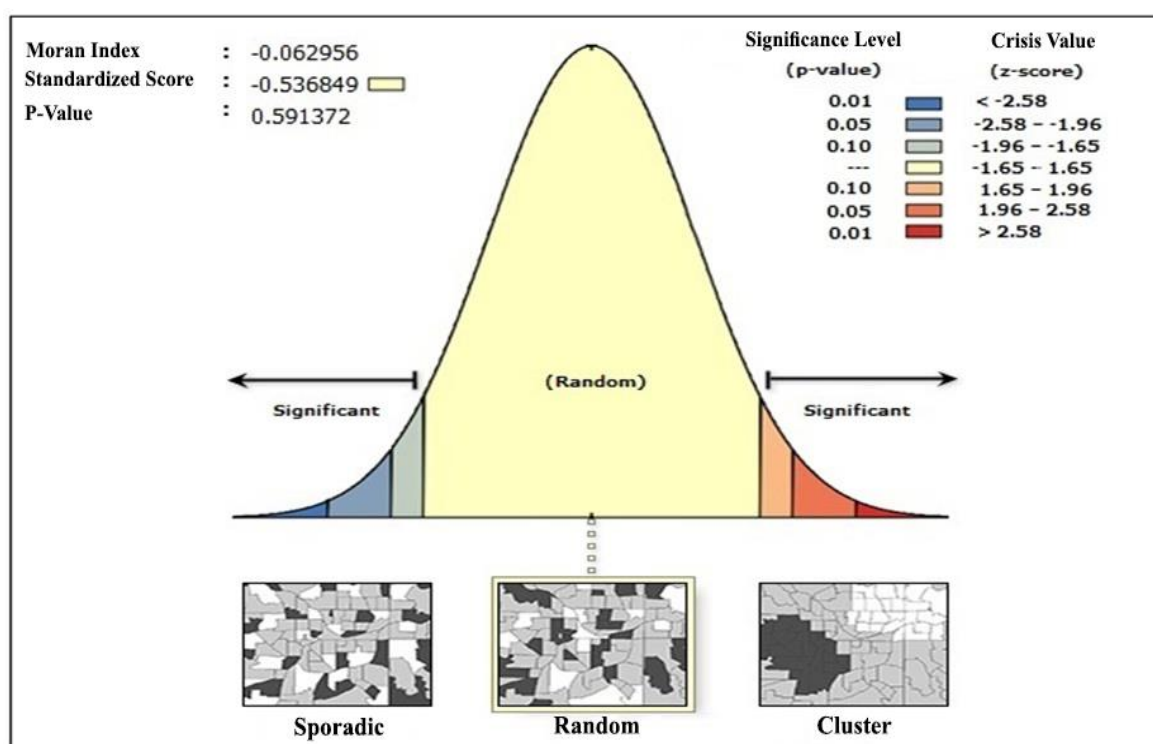 Moran Index : -0.062956
Standardized Score : -0.536849
P-Value : 0.591372
Significance Level Crisis Value
(p-value) (z-score)
0.01 < -2.58
0.05 -2.58 – -1.96
0.10 -1.96 – -1.65
--- -1.65 – 1.65
0.10 1.65 – 1.96
0.05 1.96 – 2.58
0.01 > 2.58
(Random)
Significant Significant
Sporadic Random Cluster